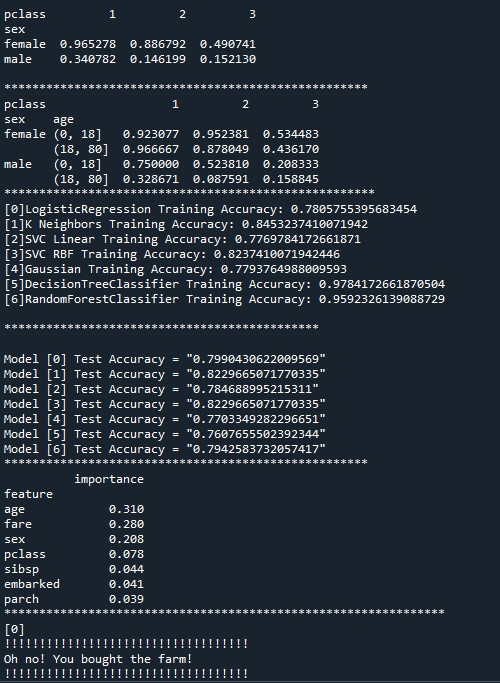 pclass 1 2 3
sex
female 0.965278 0.886792 0.490741
male 0.340782 0.146199 0.152130
****************************************************
pclass 1 2 3
sex age
female (0, 18] 0.923077 0.952381 0.534483
(18, 80] 0.966667 0.878049 0.436170
male (0, 18] 0.750000 0.523810 0.208333
(18, 80] 0.328671 0.087591 0.158845
*****************************************************
[0]LogisticRegression Training Accuracy: 0.7805755395683454
[1]K Neighbors Training Accuracy: 0.8453237410071942
[2]SVC Linear Training Accuracy: 0.7769784172661871
[3]SVC RBF Training Accuracy: 0.8237410071942446
[4]Gaussian Training Accuracy: 0.7793764988009593
[5]DecisionTreeClassifier Training Accuracy: 0.9784172661870504
[6]RandomForestClassifier Training Accuracy: 0.9592326139088729
*********************************************
Model [0] Test Accuracy = "0.7990430622009569"
Model [1] Test Accuracy = "0.8229665071770335"
Model [2] Test Accuracy = "0.784688995215311"
Model [3] Test Accuracy = "0.8229665071770335"
Model [4] Test Accuracy = "0.7703349282296651"
Model [5] Test Accuracy = "0.7607655502392344"
Model [6] Test Accuracy = "0.7942583732057417"
****************************************************
importance
feature
age 0.310
fare 0.280
sex 0.208
pclass 0.078
sibsp 0.044
embarked 0.041
parch 0.039
***************************************************************
[0]
!!!!!!!!!!!!!!!!!!!!!!!!!!!!!!!!!!!
Oh no! You bought the farm!
!!!!!!!!!!!!!!!!!!!!!!!!!!!!!!!!!!!